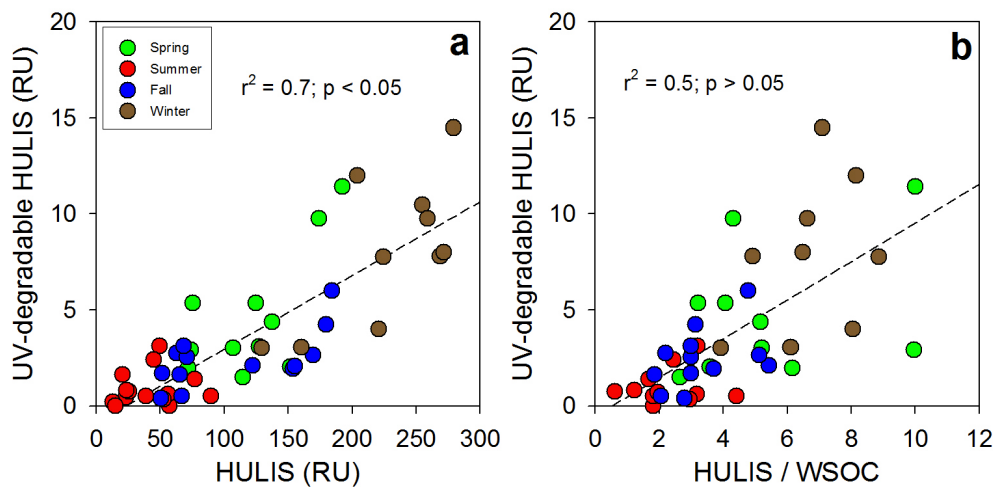 a
Spring
Summer
Fall
Winter
r² = 0.7; p < 0.05
UV-degradable HULIS (RU)
20
15
10
5
0
0 50 100 150 200 250 300
HULIS (RU)
b
r² = 0.5; p > 0.05
UV-degradable HULIS (RU)
20
15
10
5
0
0 2 4 6 8 10 12
HULIS / WSOC